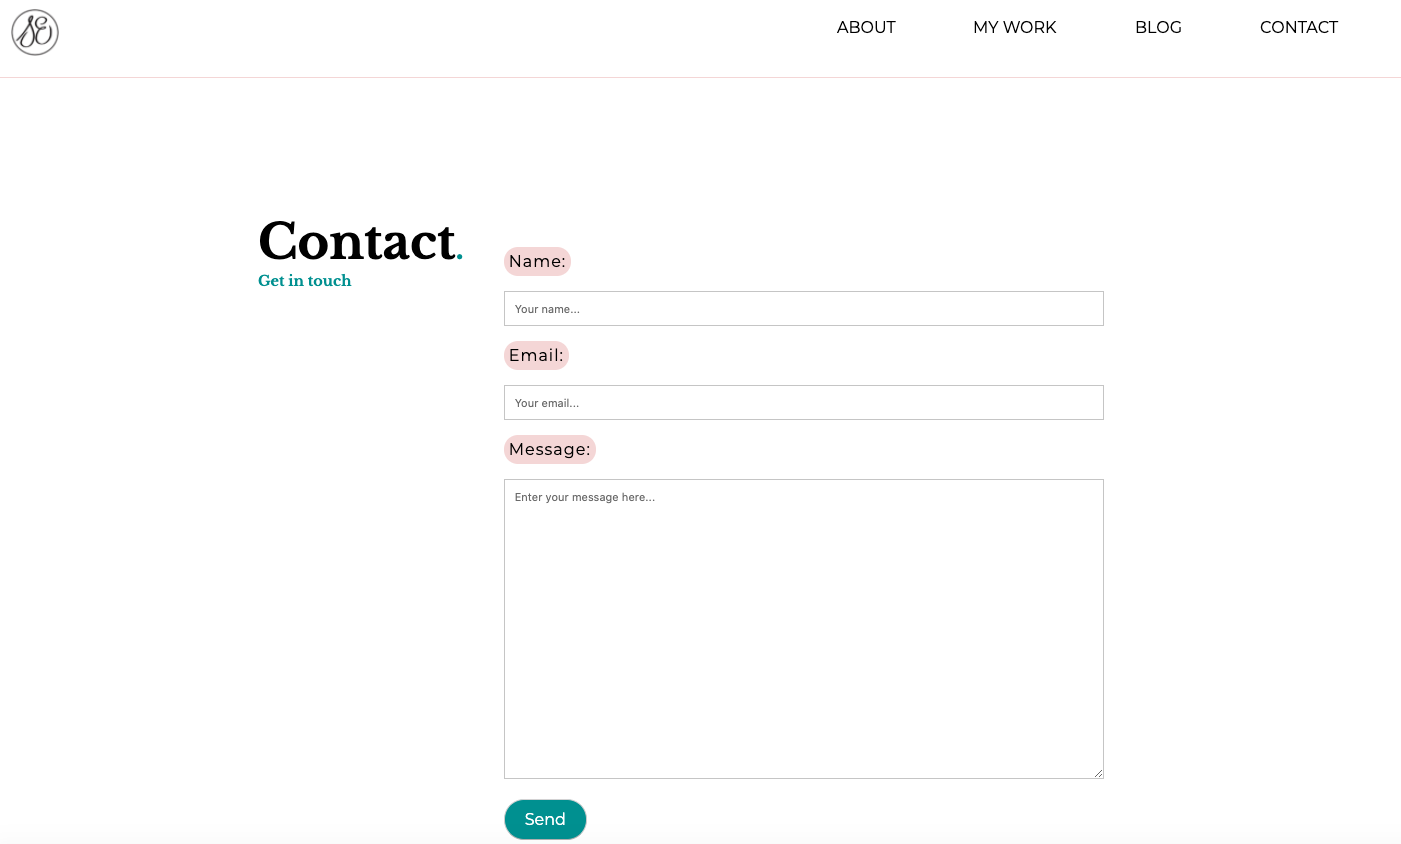 ABOUT MY WORK BLOG CONTACT
Contact.
Get in touch
Name:
Your name...
Email:
Your email...
Message:
Enter your message here...
Send